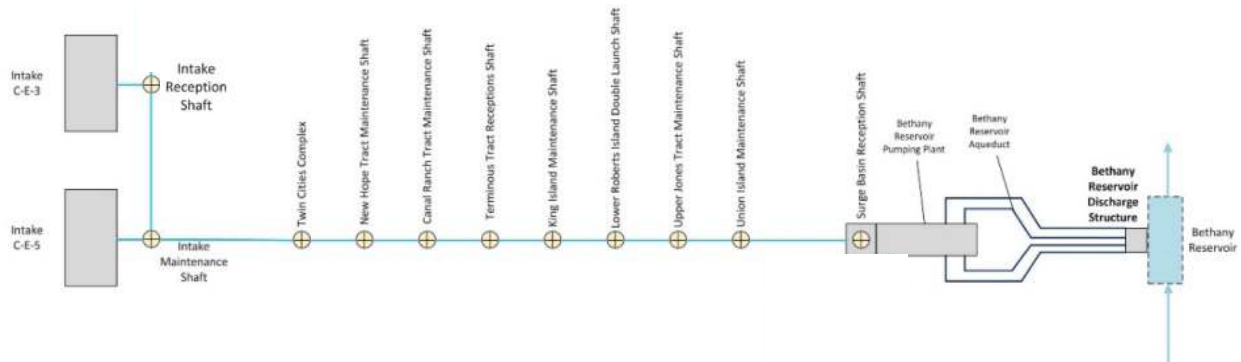 Intake
C-E-3
Intake
Reception
Shaft
Intake
C-E-5
Intake
Maintenance
Shaft
Twin Cities Complex
New Hope Tract Maintenance Shaft
Canal Ranch Tract Maintenance Shaft
Terminous Tract Receptions Shaft
King Island Maintenance Shaft
Lower Roberts Island Double Launch Shaft
Upper Jones Tract Maintenance Shaft
Union Island Maintenance Shaft
Surge Basin Reception Shaft
Bethany
Reservoir
Pumping Plant
Bethany
Reservoir
Aqueduct
Bethany
Reservoir
Discharge
Structure
Bethany
Reservoir